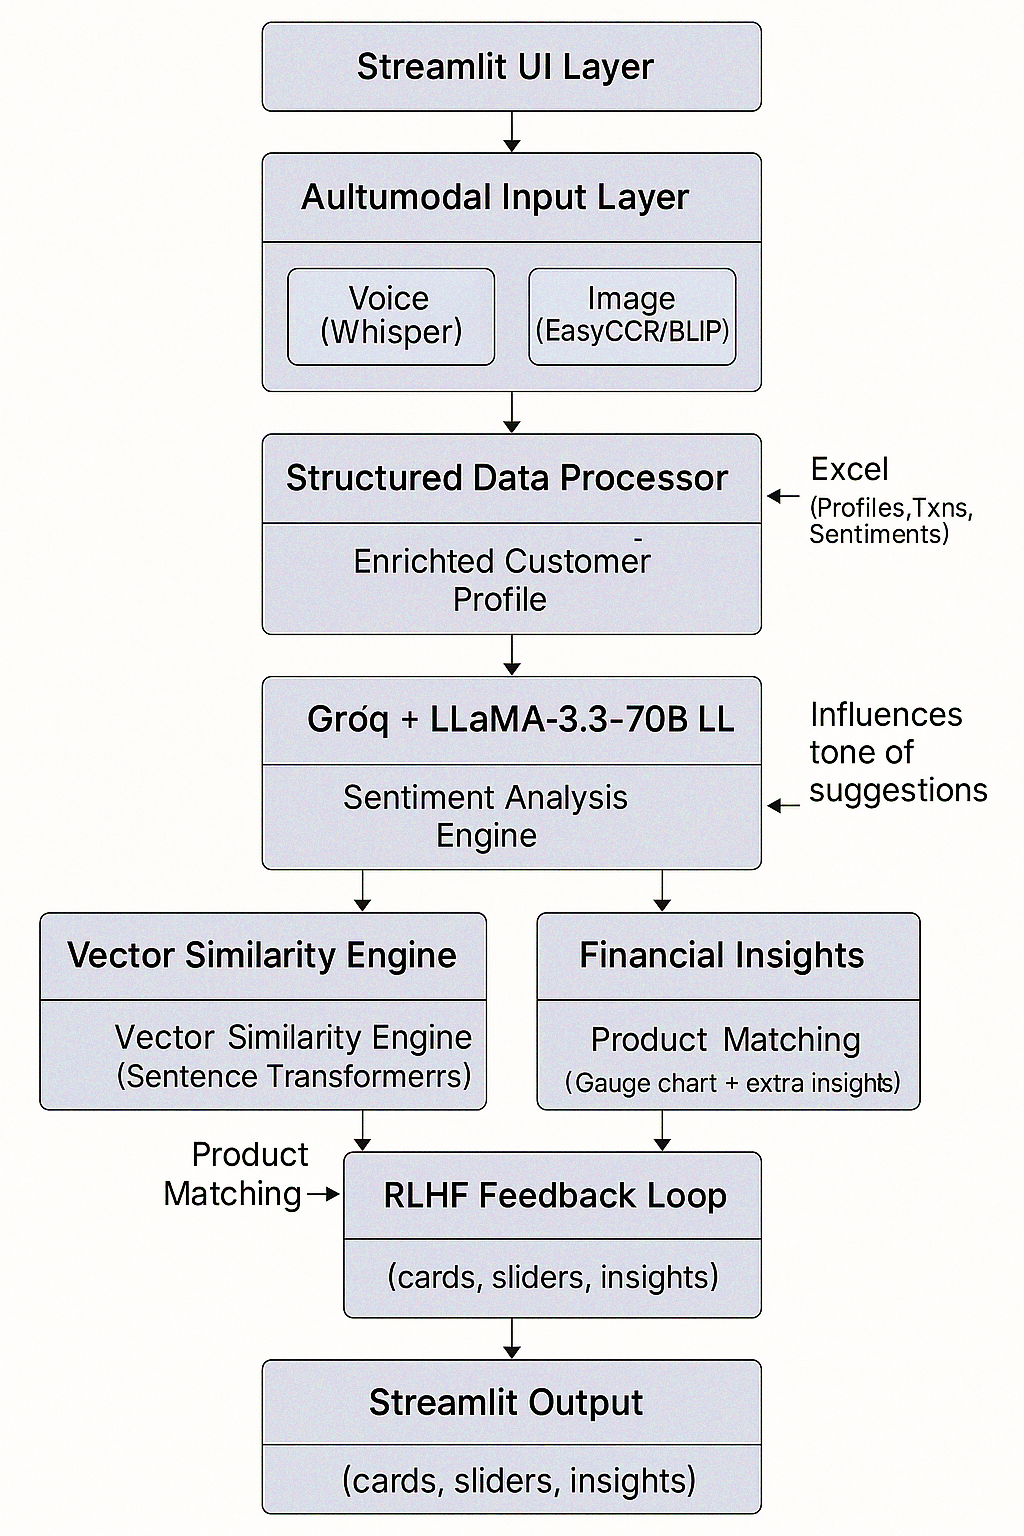 Streamlit UI Layer
Aultumodal Input Layer
Voice
(Whisper)
Image
(EasyCCR/BLIP)
Structured Data Processor
Enrichted Customer
Profile
Excel
(Profiles,Txns,
Sentiments)
Gróq + LLaMA-3.3-70B LL
Sentiment Analysis
Engine
Influences
tone of
suggestions
Vector Similarity Engine
Vector Similarity Engine
(Sentence Transformerrs)
Financial Insights
Product Matching
(Gauge chart + extra insights)
Product
Matching
RLHF Feedback Loop
(cards, sliders, insights)
Streamlit Output
(cards, sliders, insights)